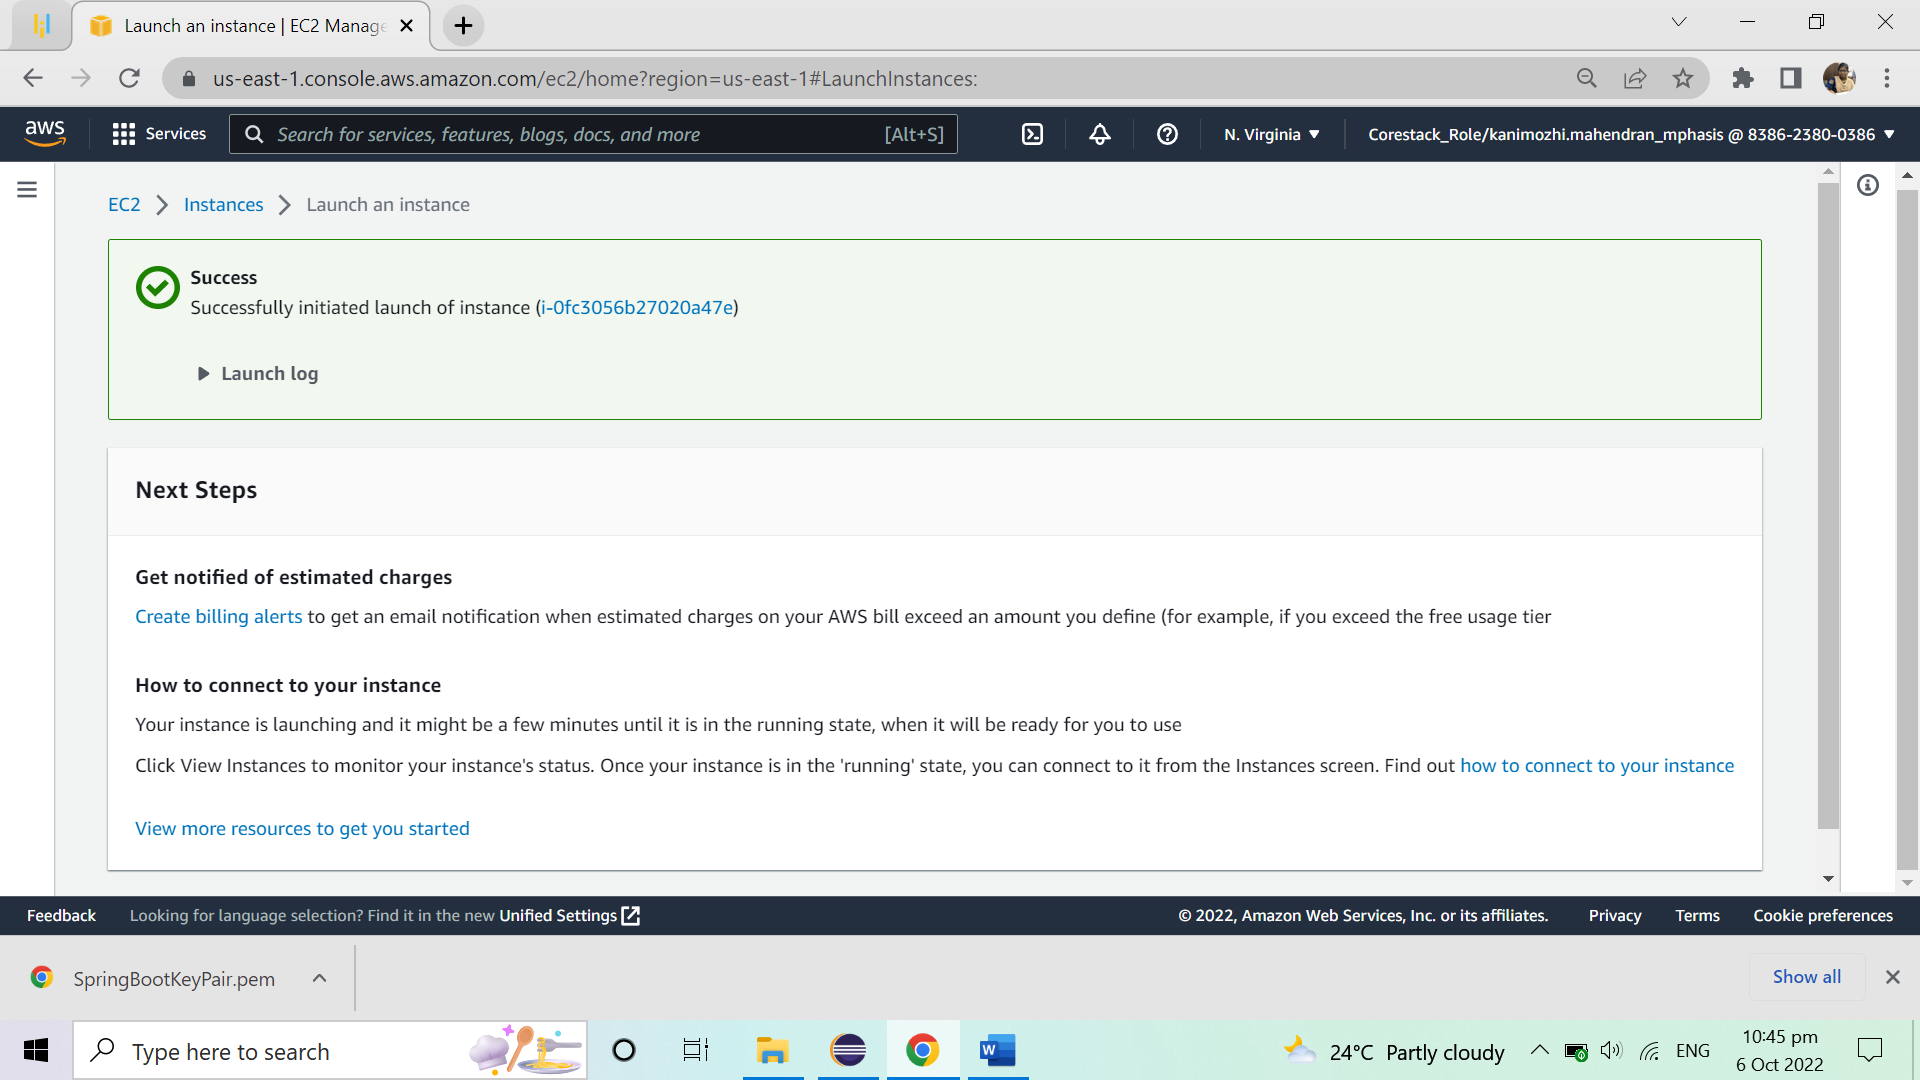 Launch an instance | EC2 Manage
us-east-1.console.aws.amazon.com/ec2/home?region=us-east-1#LaunchInstances:
aws
Services
Search for services, features, blogs, docs, and more
[Alt+S]
N. Virginia
Corestack_Role/kanimozhi.mahendran_mphasis @ 8386-2380-0386
EC2
Instances
Launch an instance
Success
Successfully initiated launch of instance (i-0fc3056b27020a47e)
Launch log
Next Steps
Get notified of estimated charges
Create billing alerts to get an email notification when estimated charges on your AWS bill exceed an amount you define (for example, if you exceed the free usage tier
How to connect to your instance
Your instance is launching and it might be a few minutes until it is in the running state, when it will be ready for you to use
Click View Instances to monitor your instance's status. Once your instance is in the 'running' state, you can connect to it from the Instances screen. Find out how to connect to your instance
View more resources to get you started
Feedback
Looking for language selection? Find it in the new Unified Settings
© 2022, Amazon Web Services, Inc. or its affiliates.
Privacy
Terms
Cookie preferences
SpringBootKeyPair.pem
Show all
Type here to search
W
24°C Partly cloudy
ENG
10:45 pm
6 Oct 2022